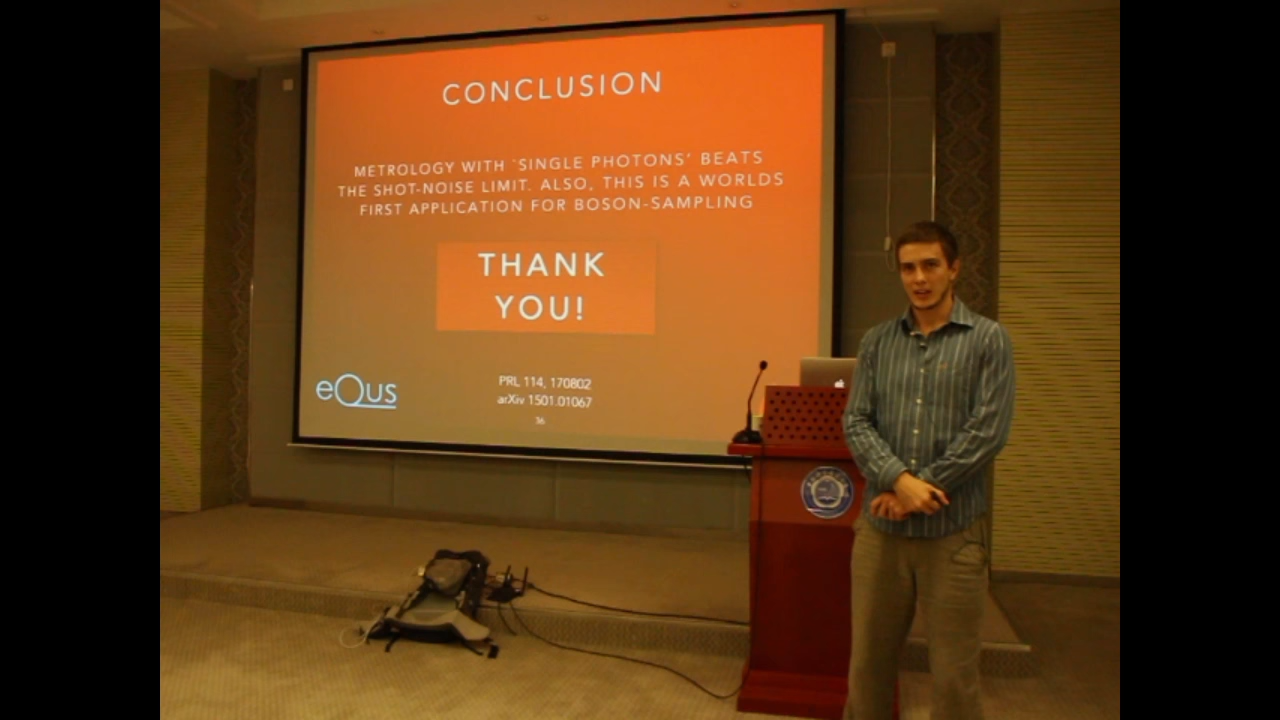 CONCLUSION
METROLOGY WITH `SINGLE PHOTONS' BEATS
THE SHOT-NOISE LIMIT. ALSO, THIS IS A WORLDS
FIRST APPLICATION FOR BOSON-SAMPLING
THANK
YOU!
eQus
PRL 114, 170802
arXiv 1501.01067
36